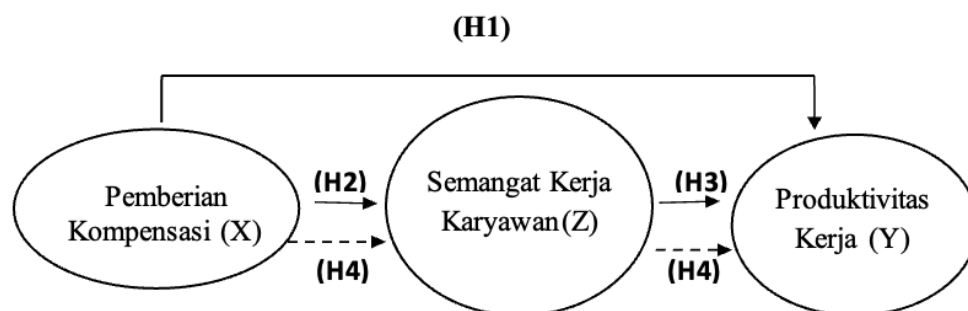 (H1)
Pemberian
Kompensasi (X)
(H2)
(H4)
Semangat Kerja
Karyawan(Z)
(H3)
(H4)
Produktivitas
Kerja (Y)